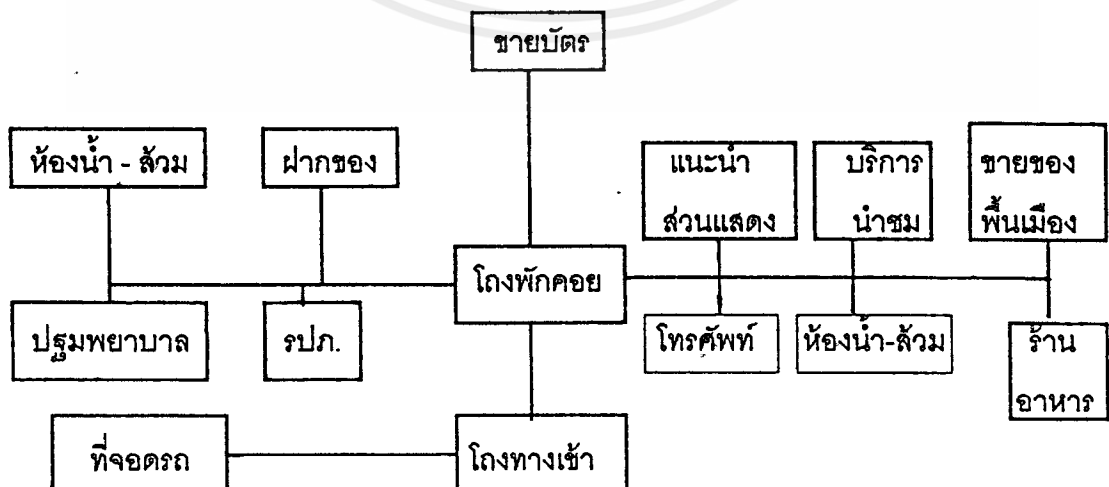 ขายบัตร
ห้องน้ำ - ล้วม
ฝากของ
แนะนำ
ส่วนแสดง
บริการ
นำชม
ขายของ
พื้นเมือง
โถงพักคอย
ปฐมพยาบาล
รปภ.
โทรศัพท์
ห้องน้ำ-ล้วม
ร้าน
อาหาร
ที่จอดรถ
โถงทางเข้า